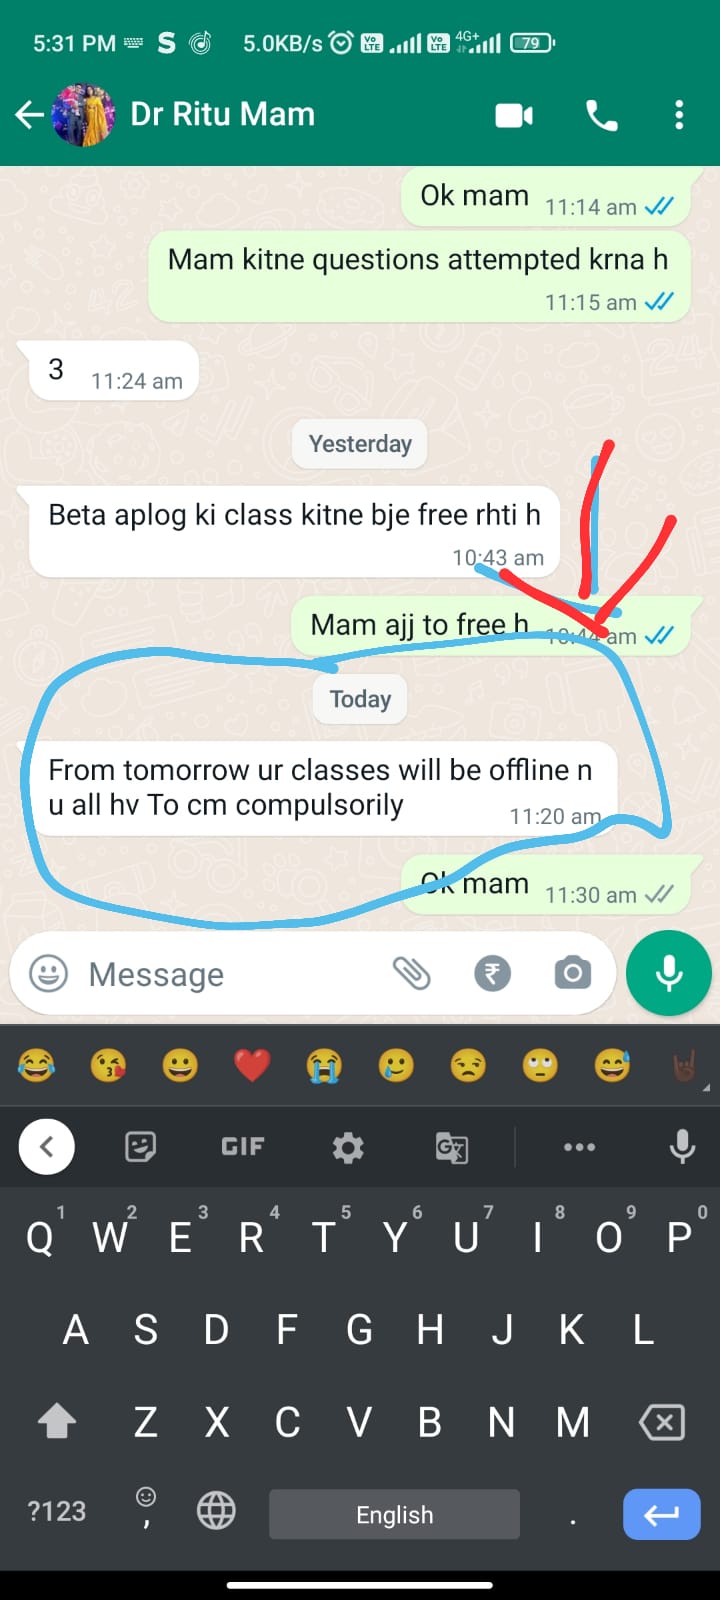 5:31 PM S 5.0KB/s Vo LTE Vo LTE 4G+ 79
Dr Ritu Mam
Ok mam 11:14 am
Mam kitne questions attempted krna h
11:15 am
3 11:24 am
Yesterday
Beta aplog ki class kitne bje free rhti h
10:43 am
Mam ajj to free h 10:44 am
Today
From tomorrow ur classes will be offline n
u all hv To cm compulsorily 11:20 am
Ok mam 11:30 am
Message ₹
GIF
1 2 3 4 5 6 7 8 9 0
Q W E R T Y U I O P
A S D F G H J K L
Z X C V B N M
?123 , English .